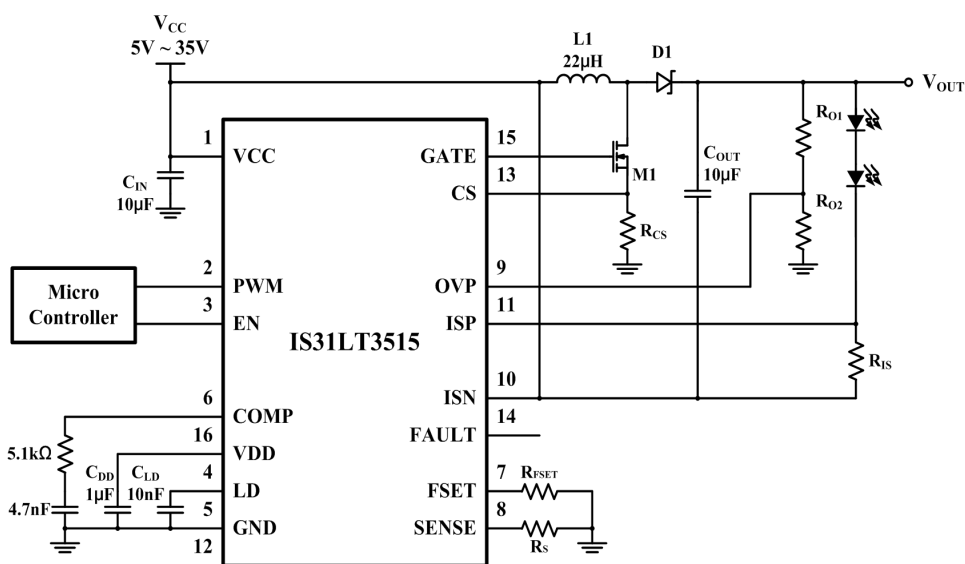 VCC
5V ~ 35V
L1
22µH
D1
VOUT
1
VCC
CIN
10µF
15
GATE
13
CS
M1
RCS
COUT
10µF
RO1
RO2
2
PWM
3
EN
Micro
Controller
IS31LT3515
9
OVP
11
ISP
RIS
10
ISN
14
FAULT
6
COMP
16
VDD
4
LD
5
GND
12
5.1kΩ
4.7nF
CDD
1µF
CLD
10nF
7
FSET
RFSET
8
SENSE
RS